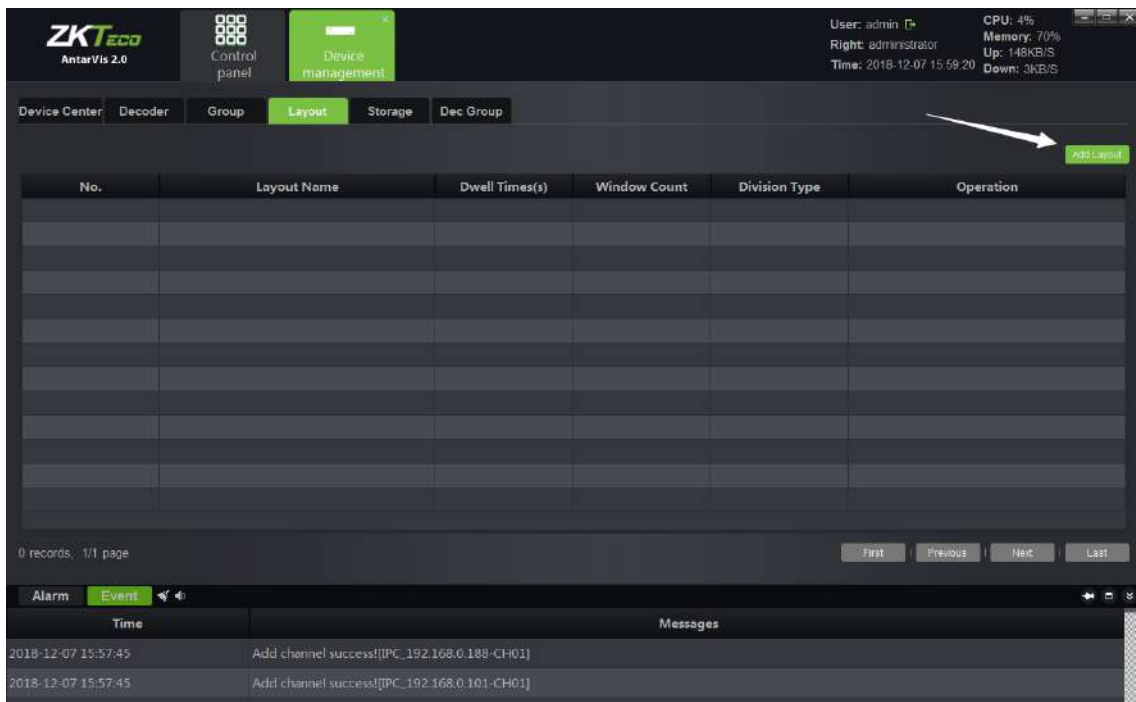 ZKTeco
AntarVis 2.0
Control panel
Device management
User: admin
Right: administrator
Time: 2018-12-07 15:59:20
CPU: 4%
Memory: 70%
Up: 148KB/S
Down: 3KB/S
Device Center Decoder Group Layout Storage Dec Group
Add Layout
No. Layout Name Dwell Times(s) Window Count Division Type Operation
0 records, 1/1 page
First Previous Next Last
Alarm Event
Time Messages
2018-12-07 15:57:45 Add channel success![IPC_192.168.0.188-CH01]
2018-12-07 15:57:45 Add channel success![IPC_192.168.0.101-CH01]